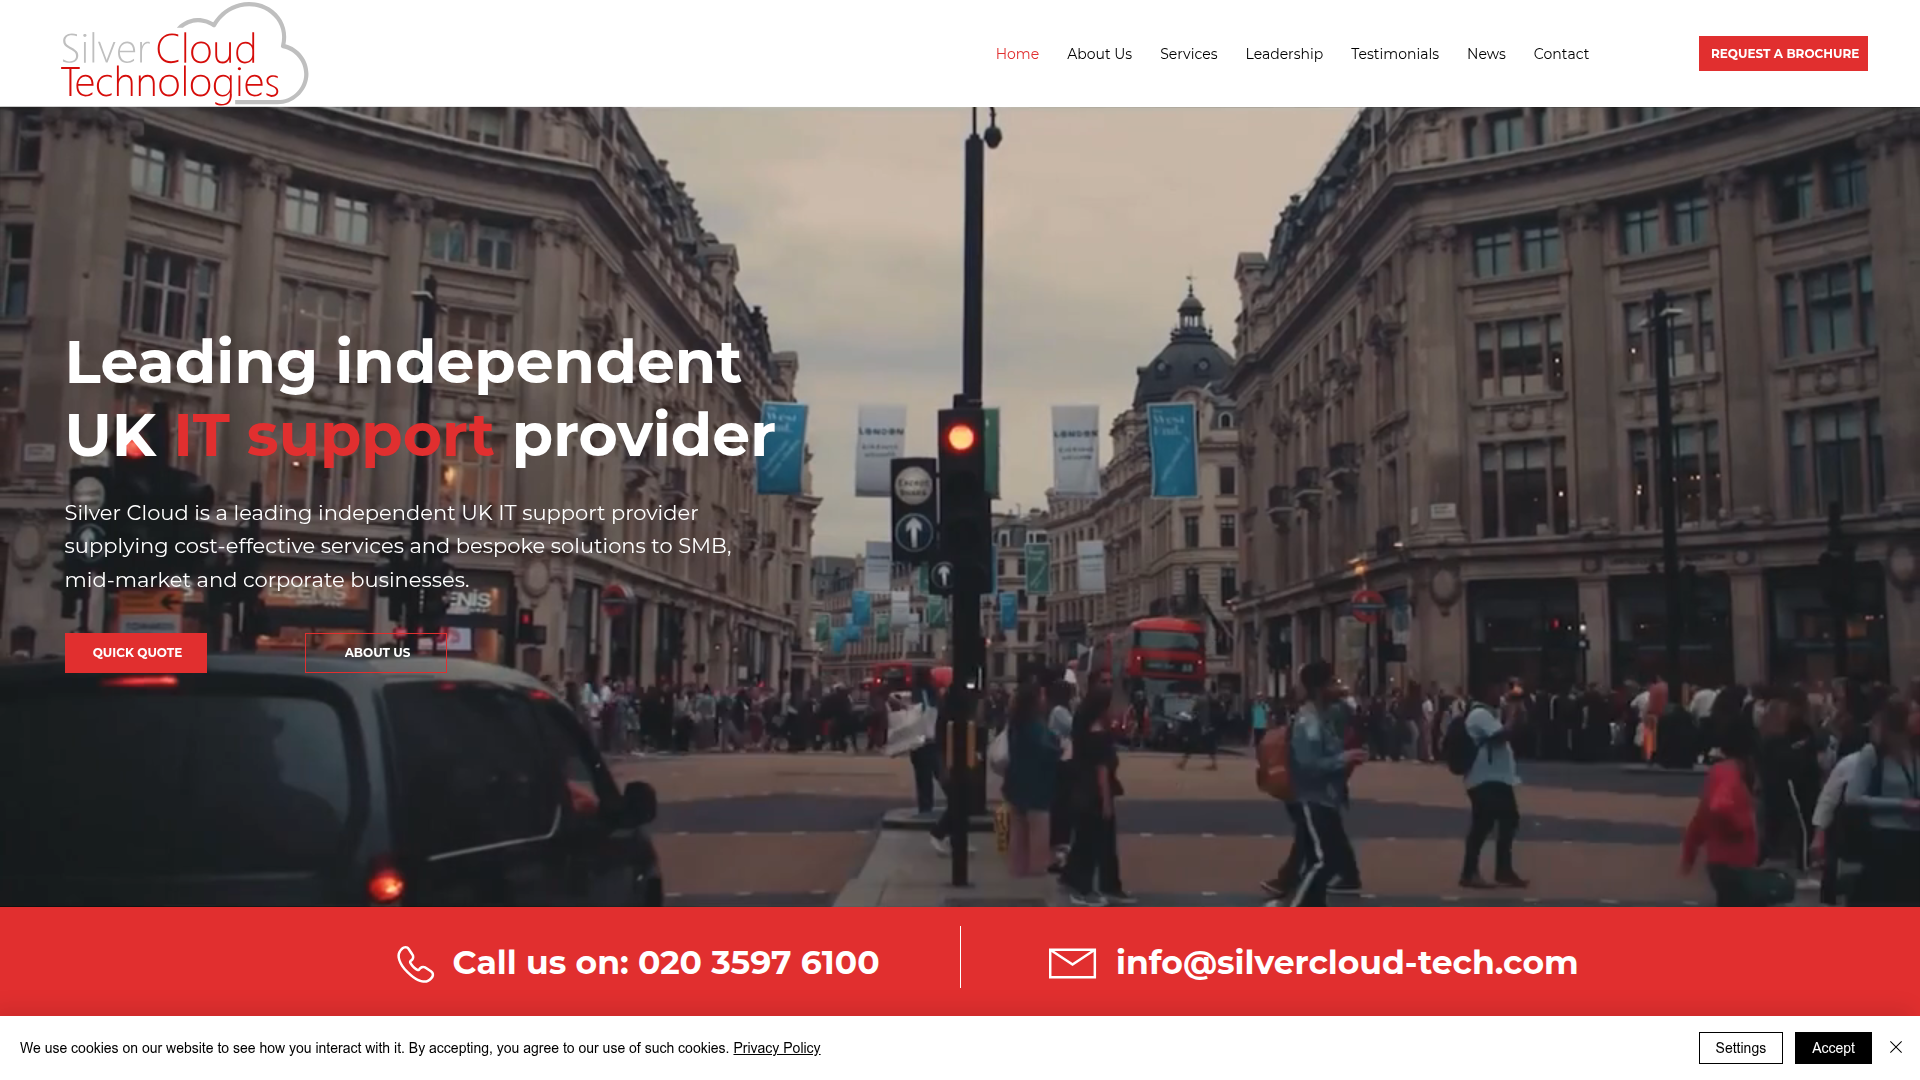 Silver Cloud
Technologies
Home
About Us
Services
Leadership
Testimonials
News
Contact
REQUEST A BROCHURE
Leading independent
UK IT support provider
Silver Cloud is a leading independent UK IT support provider
supplying cost-effective services and bespoke solutions to SMB,
mid-market and corporate businesses.
QUICK QUOTE
ABOUT US
LONDON
LONDON
West
End.
Call us on: 020 3597 6100
info@silvercloud-tech.com
We use cookies on our website to see how you interact with it. By accepting, you agree to our use of such cookies. Privacy Policy
Settings
Accept